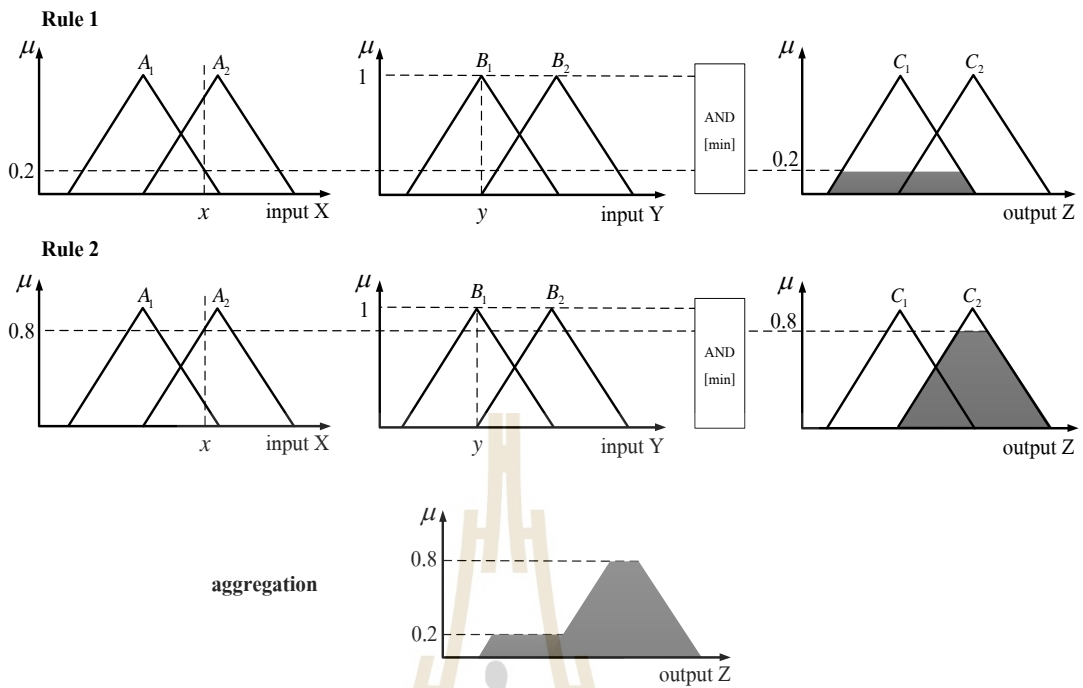 Rule 1
μ
A₁
A₂
0.2
x
input X
μ
B₁
B₂
1
y
input Y
AND
[min]
μ
C₁
C₂
0.2
output Z
Rule 2
μ
A₁
A₂
0.8
x
input X
μ
B₁
B₂
1
y
input Y
AND
[min]
μ
C₁
C₂
0.8
output Z
aggregation
μ
0.8
0.2
output Z